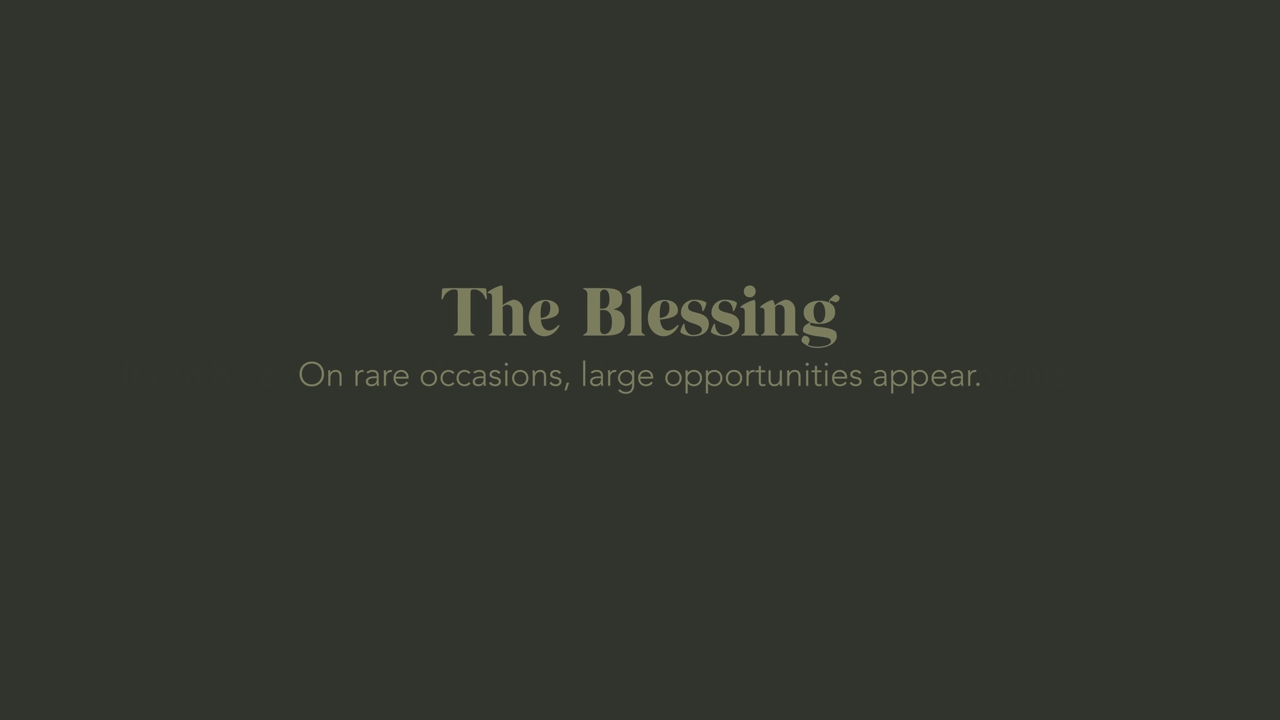 The Blessing
On rare occasions, large opportunities appear.